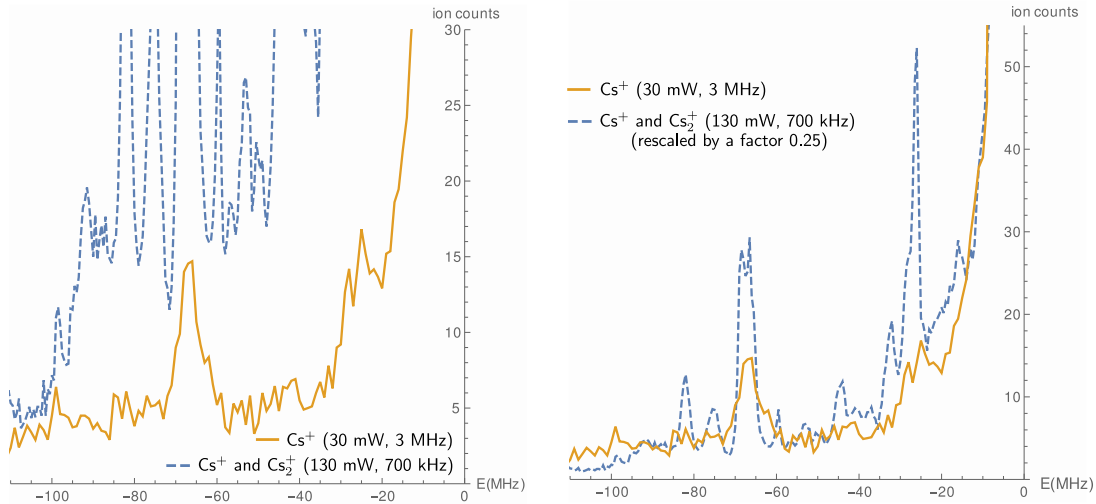 ion counts
30
25
20
15
10
5
Cs⁺ (30 mW, 3 MHz)
Cs⁺ and Cs₂⁺ (130 mW, 700 kHz)
−100
−80
−60
−40
−20
0
E(MHz)
ion counts
Cs⁺ (30 mW, 3 MHz)
Cs⁺ and Cs₂⁺ (130 mW, 700 kHz)
(rescaled by a factor 0.25)
50
40
30
20
10
−100
−80
−60
−40
−20
0
E(MHz)